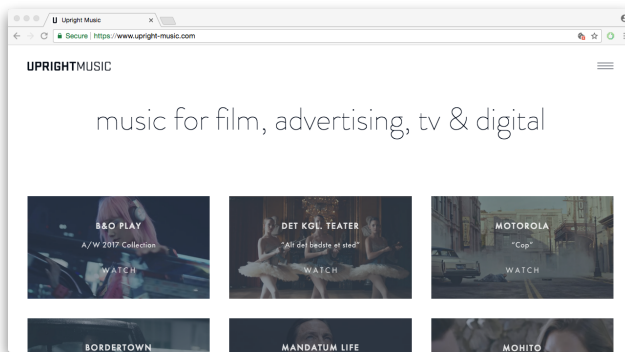 Upright Music
Secure | https://www.upright-music.com
UPRIGHTMUSIC
music for film, advertising, tv & digital
B&O PLAY
A/W 2017 Collection
WATCH
DET KGL. TEATER
"Alt det bedste et sted"
WATCH
MOTOROLA
"Cop"
WATCH
BORDERTOWN
MANDATUM LIFE
MOHITO